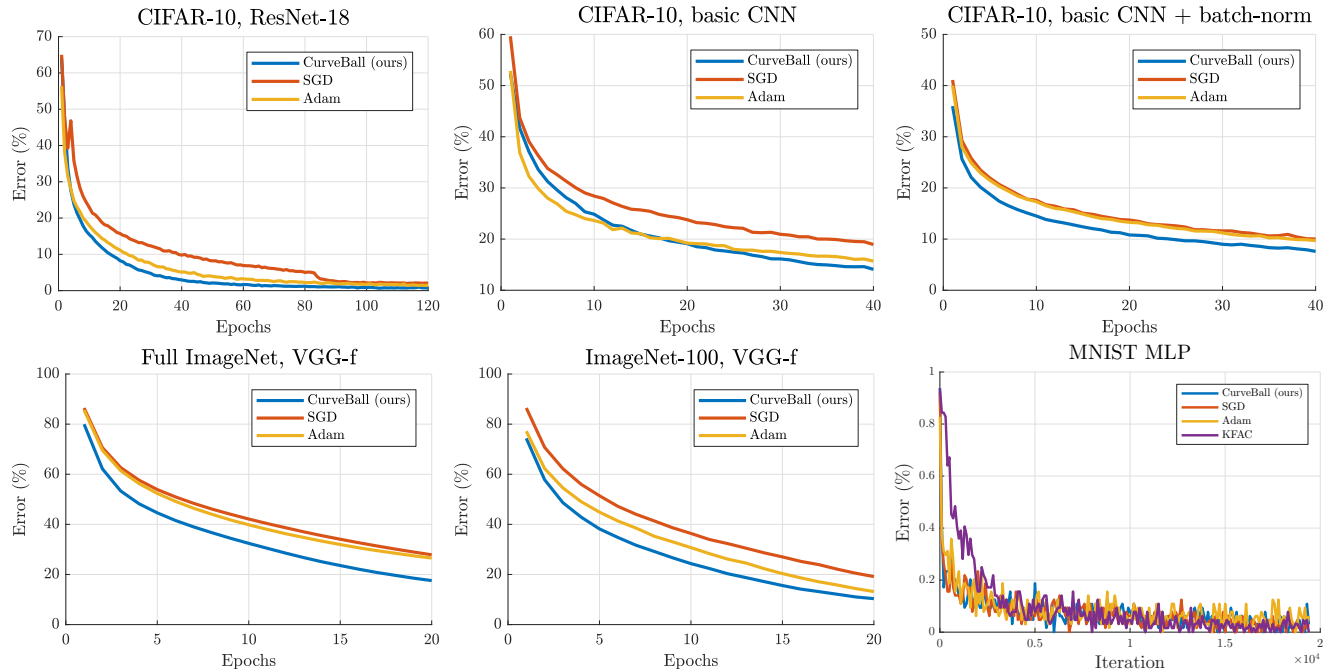 CIFAR-10, ResNet-18
70
60
50
40
30
20
10
0
Error (%)
CurveBall (ours)
SGD
Adam
0 20 40 60 80 100 120
Epochs
CIFAR-10, basic CNN
60
50
40
30
20
10
Error (%)
CurveBall (ours)
SGD
Adam
0 10 20 30 40
Epochs
CIFAR-10, basic CNN + batch-norm
50
40
30
20
10
0
Error (%)
CurveBall (ours)
SGD
Adam
0 10 20 30 40
Epochs
Full ImageNet, VGG-f
100
80
60
40
20
0
Error (%)
CurveBall (ours)
SGD
Adam
0 5 10 15 20
Epochs
ImageNet-100, VGG-f
100
80
60
40
20
0
Error (%)
CurveBall (ours)
SGD
Adam
0 5 10 15 20
Epochs
MNIST MLP
1
0.8
0.6
0.4
0.2
0
Error (%)
CurveBall (ours)
SGD
Adam
KFAC
0 0.5 1 1.5 2
Iteration ×10⁴